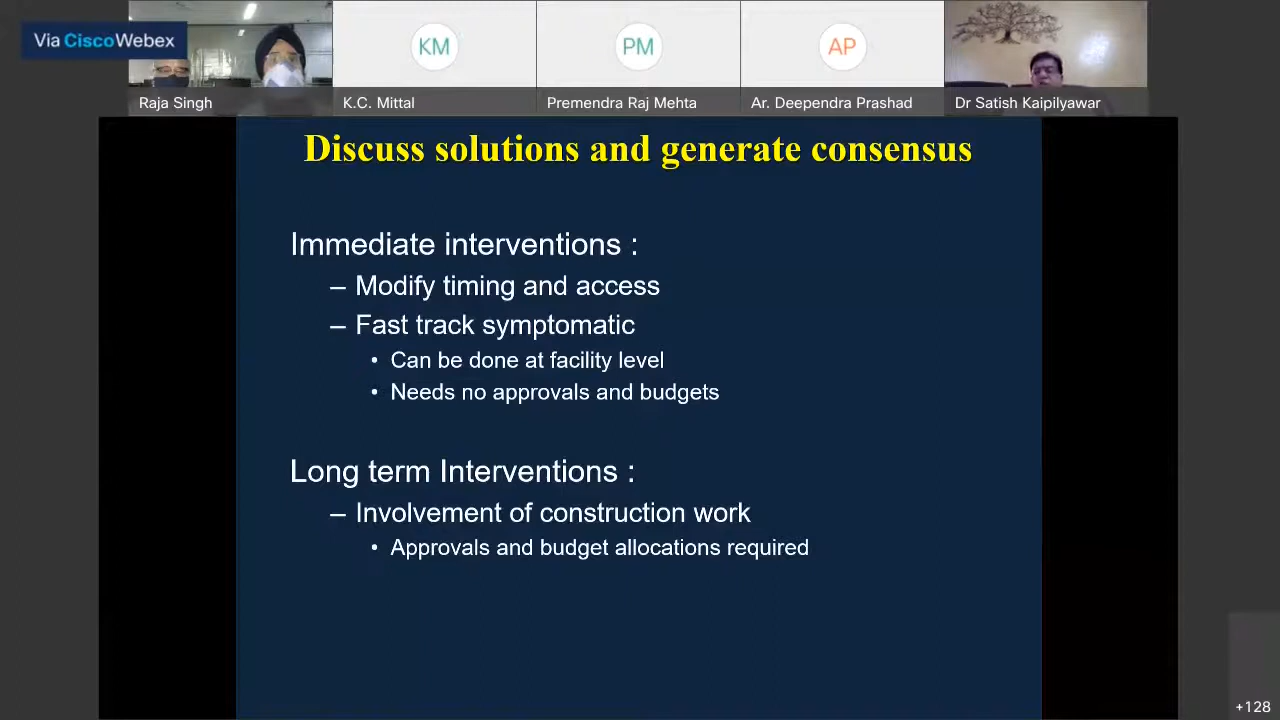 Via CiscoWebex
KM
PM
AP
Raja Singh
K.C. Mittal
Premendra Raj Mehta
Ar. Deependra Prashad
Dr Satish Kaipilyawar
Discuss solutions and generate consensus
Immediate interventions :
– Modify timing and access
– Fast track symptomatic
• Can be done at facility level
• Needs no approvals and budgets
Long term Interventions :
– Involvement of construction work
• Approvals and budget allocations required
+128